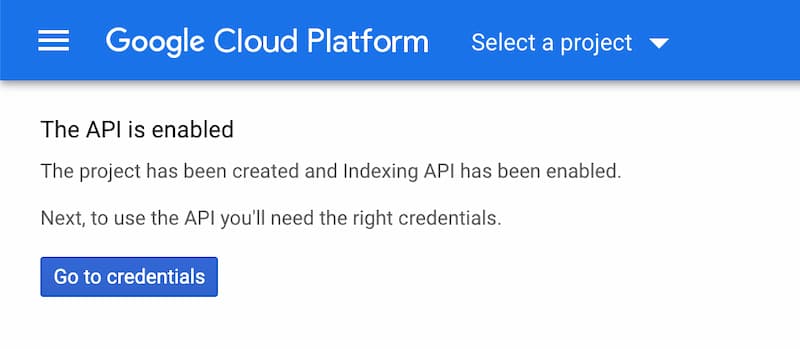 Google Cloud Platform Select a project
The API is enabled
The project has been created and Indexing API has been enabled.
Next, to use the API you'll need the right credentials.
Go to credentials